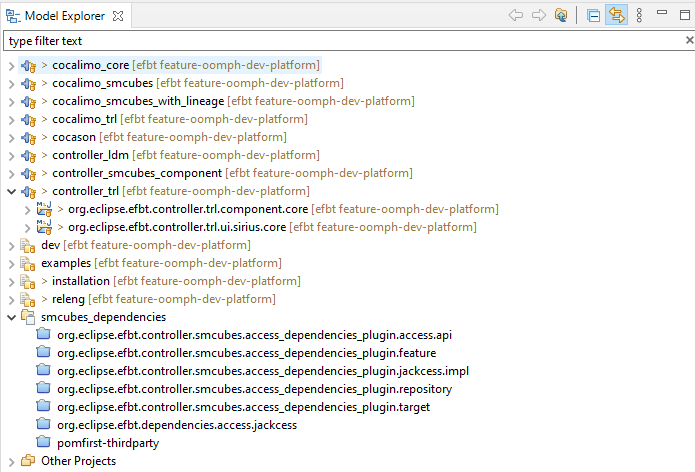 Model Explorer
type filter text
> cocalimo_core [efbt feature-oomph-dev-platform]
> cocalimo_smcubes [efbt feature-oomph-dev-platform]
> cocalimo_smcubes_with_lineage [efbt feature-oomph-dev-platform]
> cocalimo_trl [efbt feature-oomph-dev-platform]
> cocason [efbt feature-oomph-dev-platform]
> controller_ldm [efbt feature-oomph-dev-platform]
> controller_smcubes_component [efbt feature-oomph-dev-platform]
> controller_trl [efbt feature-oomph-dev-platform]
> org.eclipse.efbt.controller.trl.component.core [efbt feature-oomph-dev-platform]
> org.eclipse.efbt.controller.trl.ui.sirius.core [efbt feature-oomph-dev-platform]
dev [efbt feature-oomph-dev-platform]
examples [efbt feature-oomph-dev-platform]
> installation [efbt feature-oomph-dev-platform]
> releng [efbt feature-oomph-dev-platform]
smcubes_dependencies
org.eclipse.efbt.controller.smcubes.access_dependencies_plugin.access.api
org.eclipse.efbt.controller.smcubes.access_dependencies_plugin.feature
org.eclipse.efbt.controller.smcubes.access_dependencies_plugin.jackcess.impl
org.eclipse.efbt.controller.smcubes.access_dependencies_plugin.repository
org.eclipse.efbt.controller.smcubes.access_dependencies_plugin.target
org.eclipse.efbt.dependencies.access.jackcess
pomfirst-thirdparty
Other Projects